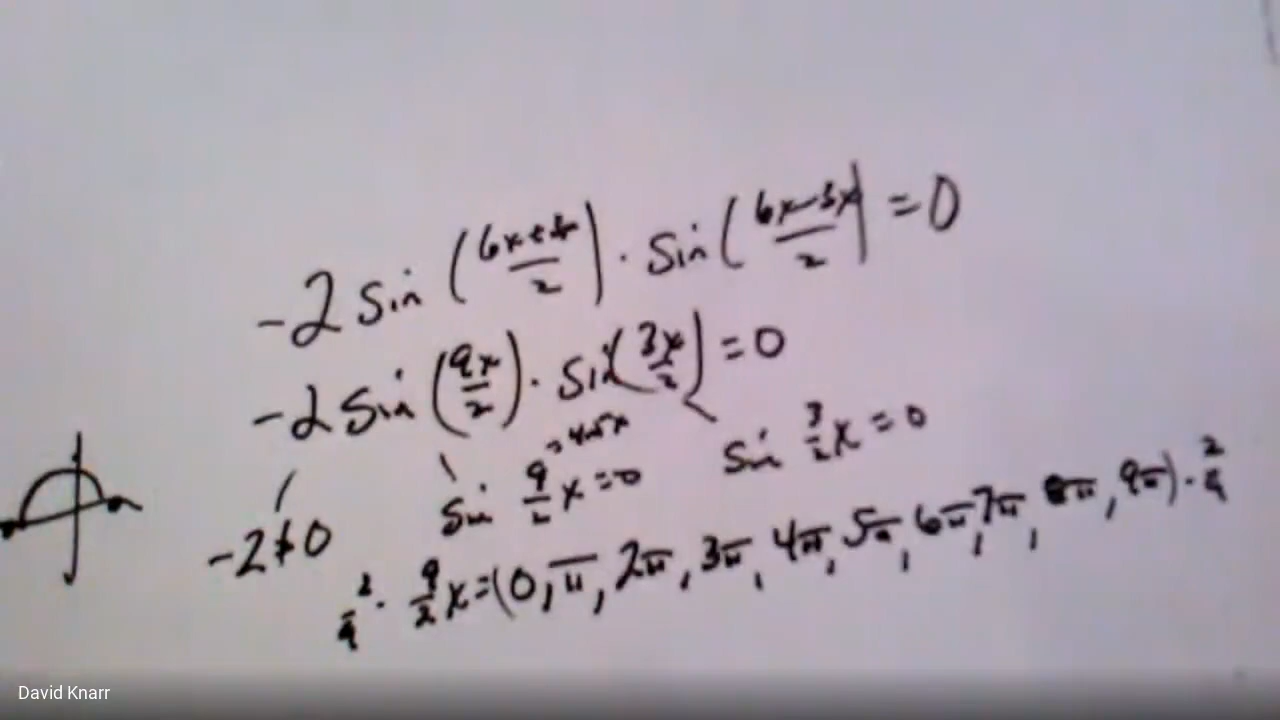 -2 sin (6x+3x/2) · sin (6x-3x/2) = 0
-2 sin (9x/2) · sin (3x/2) = 0
= 4.5x
-2 ≠ 0 sin 9/2 x = 0 sin 3/2 x = 0
2/9 · 9/2 x = (0, π, 2π, 3π, 4π, 5π, 6π, 7π, 8π, 9π) · 2/9
David Knarr